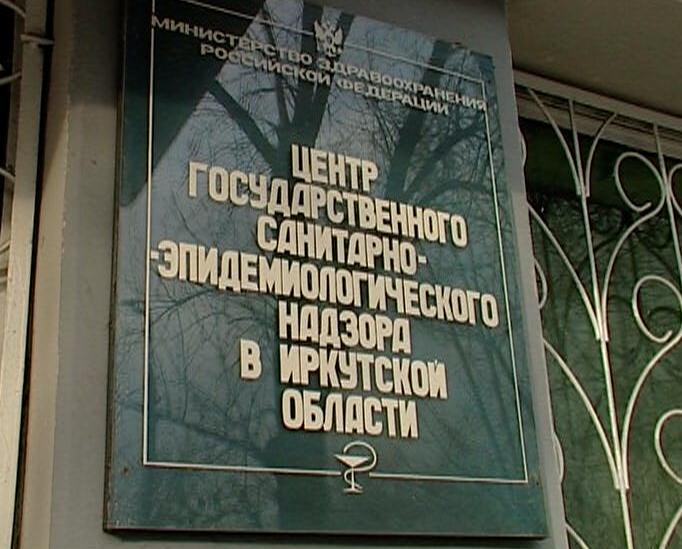 МИНИСТЕРСТВО ЗДРАВООХРАНЕНИЯ
РОССИЙСКОЙ ФЕДЕРАЦИИ
ЦЕНТР
ГОСУДАРСТВЕННОГО
САНИТАРНО-
-ЭПИДЕМИОЛОГИЧЕСКОГО
НАДЗОРА
В ИРКУТСКОЙ
ОБЛАСТИ